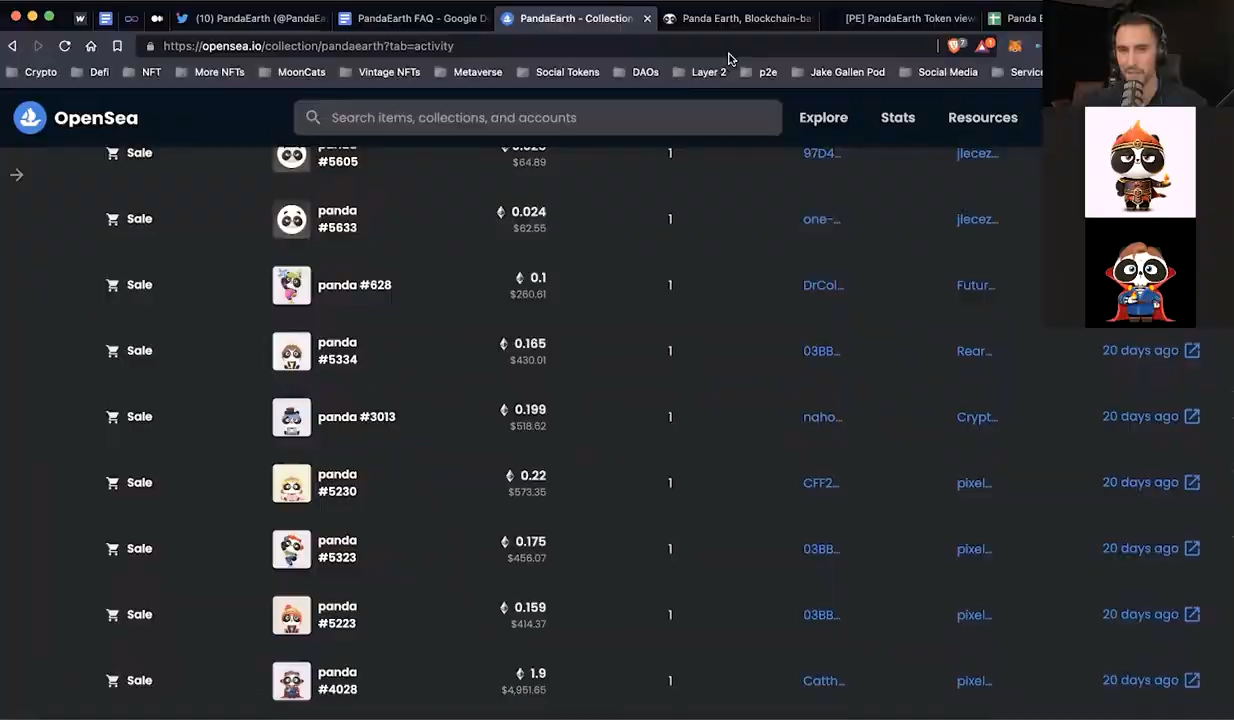 (10) PandaEarth (@PandaEa
PandaEarth FAQ - Google D
PandaEarth - Collection
Panda Earth, Blockchain-ba
[PE] PandaEarth Token view
Panda E
https://opensea.io/collection/pandaearth?tab=activity
Crypto
Defi
NFT
More NFTs
MoonCats
Vintage NFTs
Metaverse
Social Tokens
DAOs
Layer 2
p2e
Jake Gallen Pod
Social Media
Service
OpenSea
Search items, collections, and accounts
Explore
Stats
Resources
Sale
#5605
$64.89
1
97D4...
jlecez...
Sale
panda
#5633
0.024
$62.55
1
one-...
jlecez...
Sale
panda #628
0.1
$260.61
1
DrCol...
Futur...
Sale
panda
#5334
0.165
$430.01
1
03BB...
Rear...
20 days ago
Sale
panda #3013
0.199
$518.62
1
naho...
Crypt...
20 days ago
Sale
panda
#5230
0.22
$573.35
1
CFF2...
pixel...
20 days ago
Sale
panda
#5323
0.175
$456.07
1
03BB...
pixel...
20 days ago
Sale
panda
#5223
0.159
$414.37
1
03BB...
pixel...
20 days ago
Sale
panda
#4028
1.9
$4,951.65
1
Catth...
pixel...
20 days ago